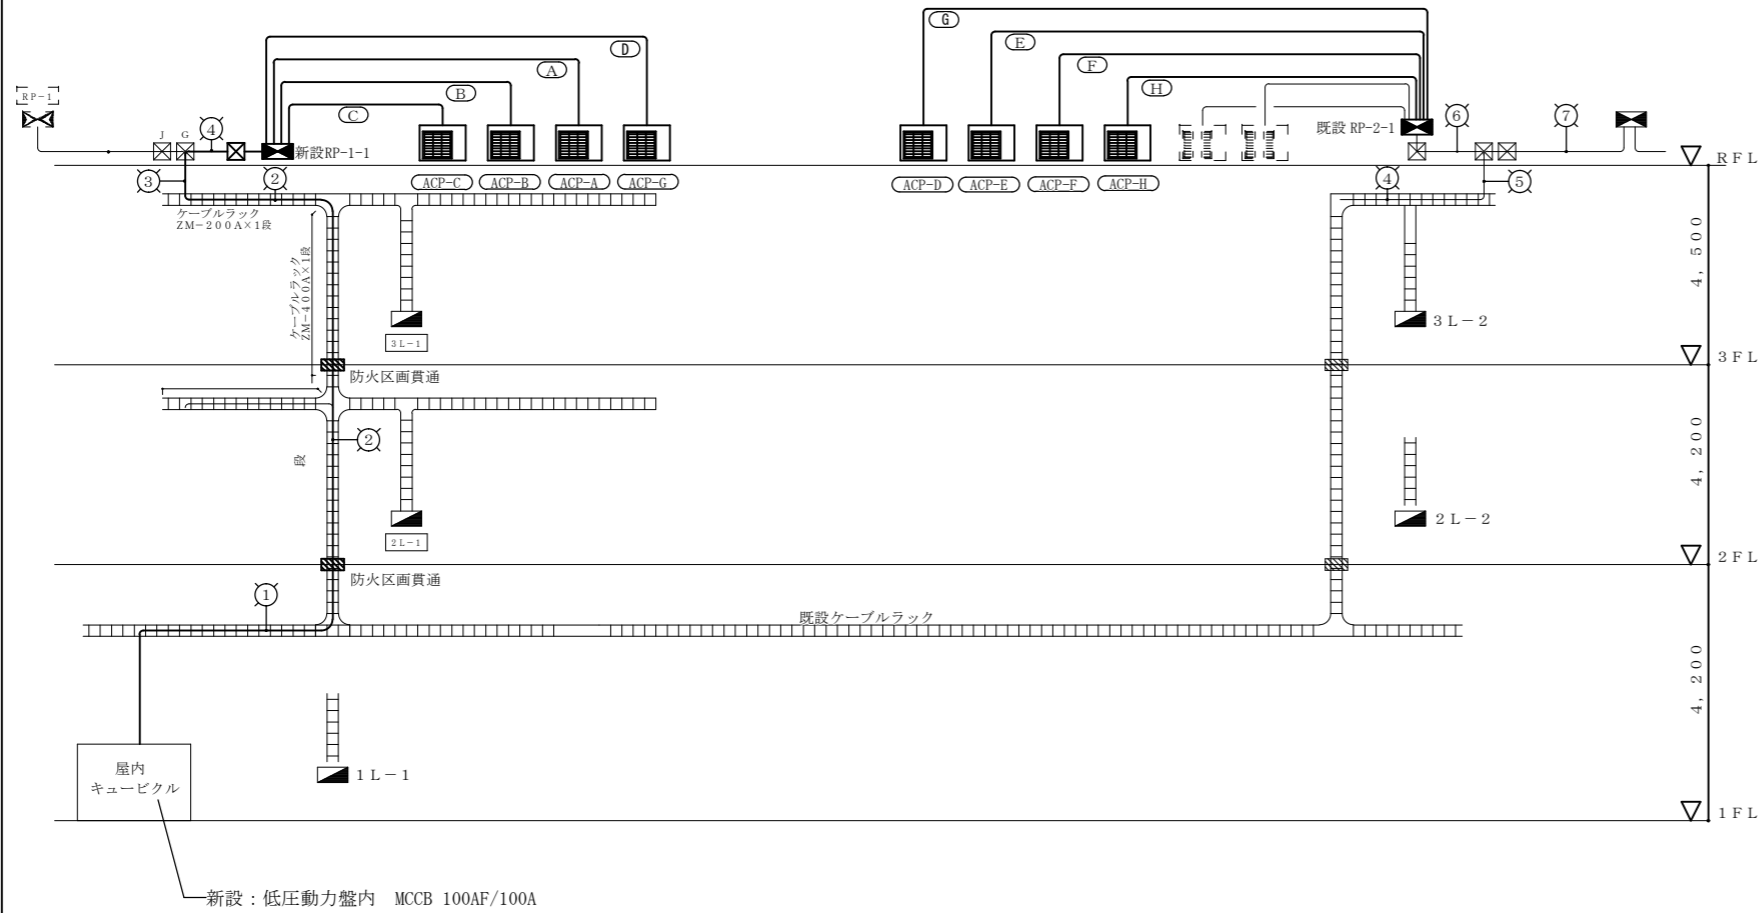 G
D
E
A
F
RP-1
B
H
C
J G
④
新設RP-1-1
既設 RP-2-1
⑥
⑦
RFL
③
②
ACP-C
ACP-B
ACP-A
ACP-G
ACP-D
ACP-E
ACP-F
ACP-H
④
⑤
ケーブルラック
ZM-200A×1段
ケーブルラック
ZM-400A×1段
4,500
3L-1
3L-2
3FL
防火区画貫通
②
段
4,200
2L-1
2L-2
2FL
防火区画貫通
①
既設ケーブルラック
4,200
屋内
キュービクル
1L-1
1FL
新設：低圧動力盤内 MCCB 100AF/100A